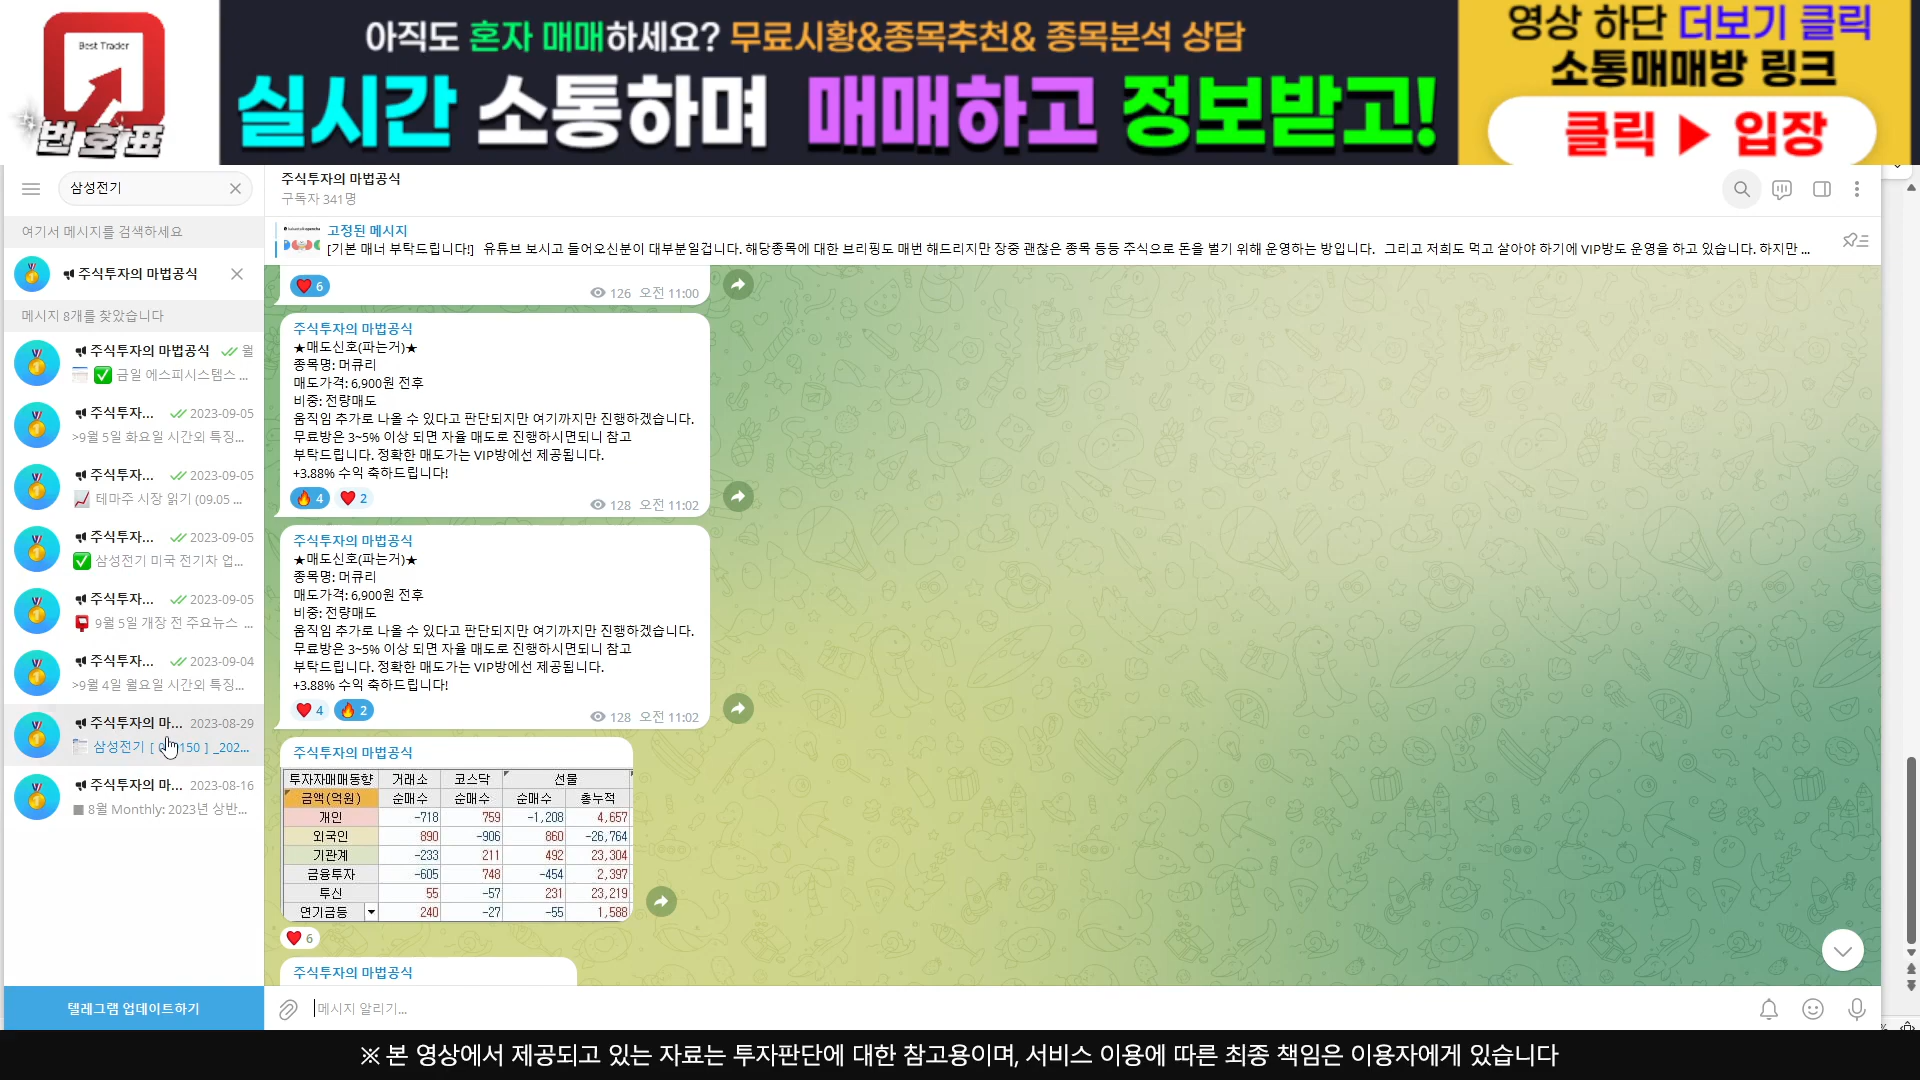 Best Trader
번호표
아직도 혼자 매매하세요? 무료시황&종목추천& 종목분석 상담
실시간 소통하며 매매하고 정보받고!
영상 하단 더보기 클릭
소통매매방 링크
클릭 ▶ 입장
삼성전기
여기서 메시지를 검색하세요
주식투자의 마법공식
메시지 8개를 찾았습니다
주식투자의 마법공식 월
✅ 금일 에스피시스템스 ...
주식투자... 2023-09-05
>9월 5일 화요일 시간외 특징...
주식투자... 2023-09-05
테마주 시장 읽기 (09.05 ...
주식투자... 2023-09-05
✅ 삼성전기 미국 전기차 업...
주식투자... 2023-09-05
9월 5일 개장 전 주요뉴스 ...
주식투자... 2023-09-04
>9월 4일 월요일 시간외 특징...
주식투자의 마... 2023-08-29
삼성전기 [ 150 ] _202...
주식투자의 마... 2023-08-16
■ 8월 Monthly: 2023년 상반...
텔레그램 업데이트하기
주식투자의 마법공식
구독자 341명
고정된 메시지
[기본 매너 부탁드립니다!] 유튜브 보시고 들어오신분이 대부분일겁니다. 해당종목에 대한 브리핑도 매번 해드리지만 장중 괜찮은 종목 등등 주식으로 돈을 벌기 위해 운영하는 방입니다. 그리고 저희도 먹고 살아야 하기에 VIP방도 운영을 하고 있습니다. 하지만 ...
❤️ 6 126 오전 11:00
주식투자의 마법공식
★매도신호(파는거)★
종목명: 머큐리
매도가격: 6,900원 전후
비중: 전량매도
움직임 추가로 나올 수 있다고 판단되지만 여기까지만 진행하겠습니다.
무료방은 3~5% 이상 되면 자율 매도로 진행하시면되니 참고
부탁드립니다. 정확한 매도가는 VIP방에선 제공됩니다.
+3.88% 수익 축하드립니다!
🔥 4 ❤️ 2 128 오전 11:02
주식투자의 마법공식
★매도신호(파는거)★
종목명: 머큐리
매도가격: 6,900원 전후
비중: 전량매도
움직임 추가로 나올 수 있다고 판단되지만 여기까지만 진행하겠습니다.
무료방은 3~5% 이상 되면 자율 매도로 진행하시면되니 참고
부탁드립니다. 정확한 매도가는 VIP방에선 제공됩니다.
+3.88% 수익 축하드립니다!
❤️ 4 🔥 2 128 오전 11:02
주식투자의 마법공식
투자자매매동향 거래소 코스닥 선물
금액(억원) 순매수 순매수 순매수 총누적
개인 -718 759 -1,208 4,657
외국인 890 -906 860 -26,764
기관계 -233 211 492 23,304
금융투자 -605 748 -454 2,397
투신 55 -57 231 23,219
연기금등 240 -27 -55 1,588
❤️ 6
주식투자의 마법공식
메시지 알리기...
※ 본 영상에서 제공되고 있는 자료는 투자판단에 대한 참고용이며, 서비스 이용에 따른 최종 책임은 이용자에게 있습니다